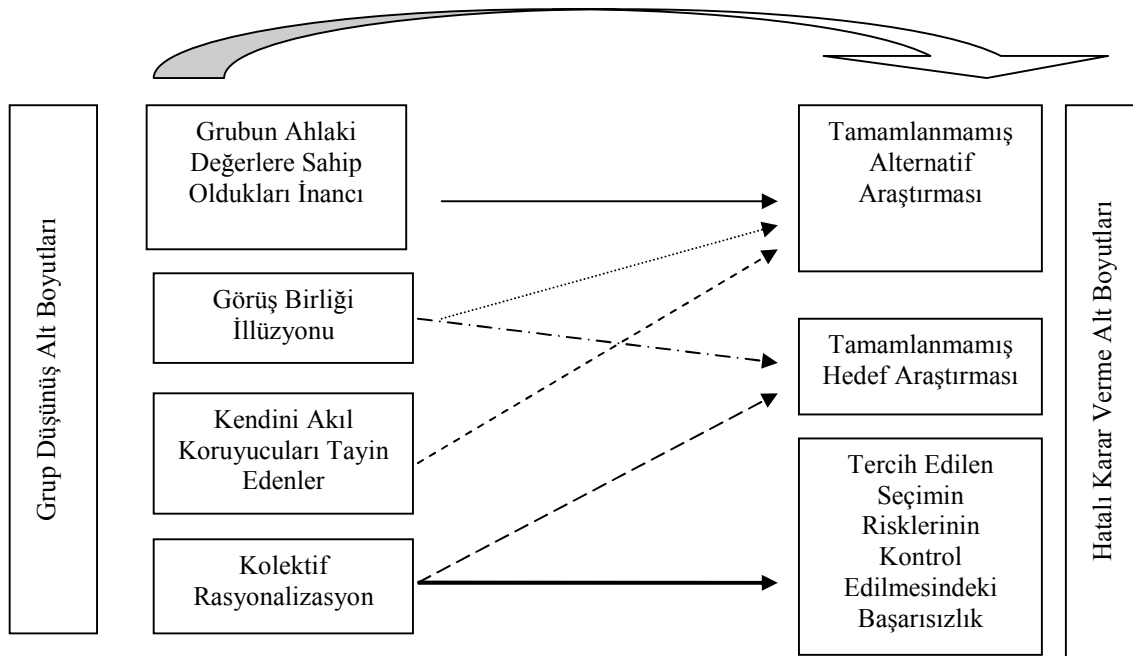 Grup Düşünüş Alt Boyutları
Grubun Ahlaki
Değerlere Sahip
Oldukları İnancı
Görüş Birliği
İllüzyonu
Kendini Akıl
Koruyucuları Tayin
Edenler
Kolektif
Rasyonalizasyon
Tamamlanmamış
Alternatif
Araştırması
Tamamlanmamış
Hedef Araştırması
Tercih Edilen
Seçimin
Risklerinin
Kontrol
Edilmesindeki
Başarısızlık
Hatalı Karar Verme Alt Boyutları